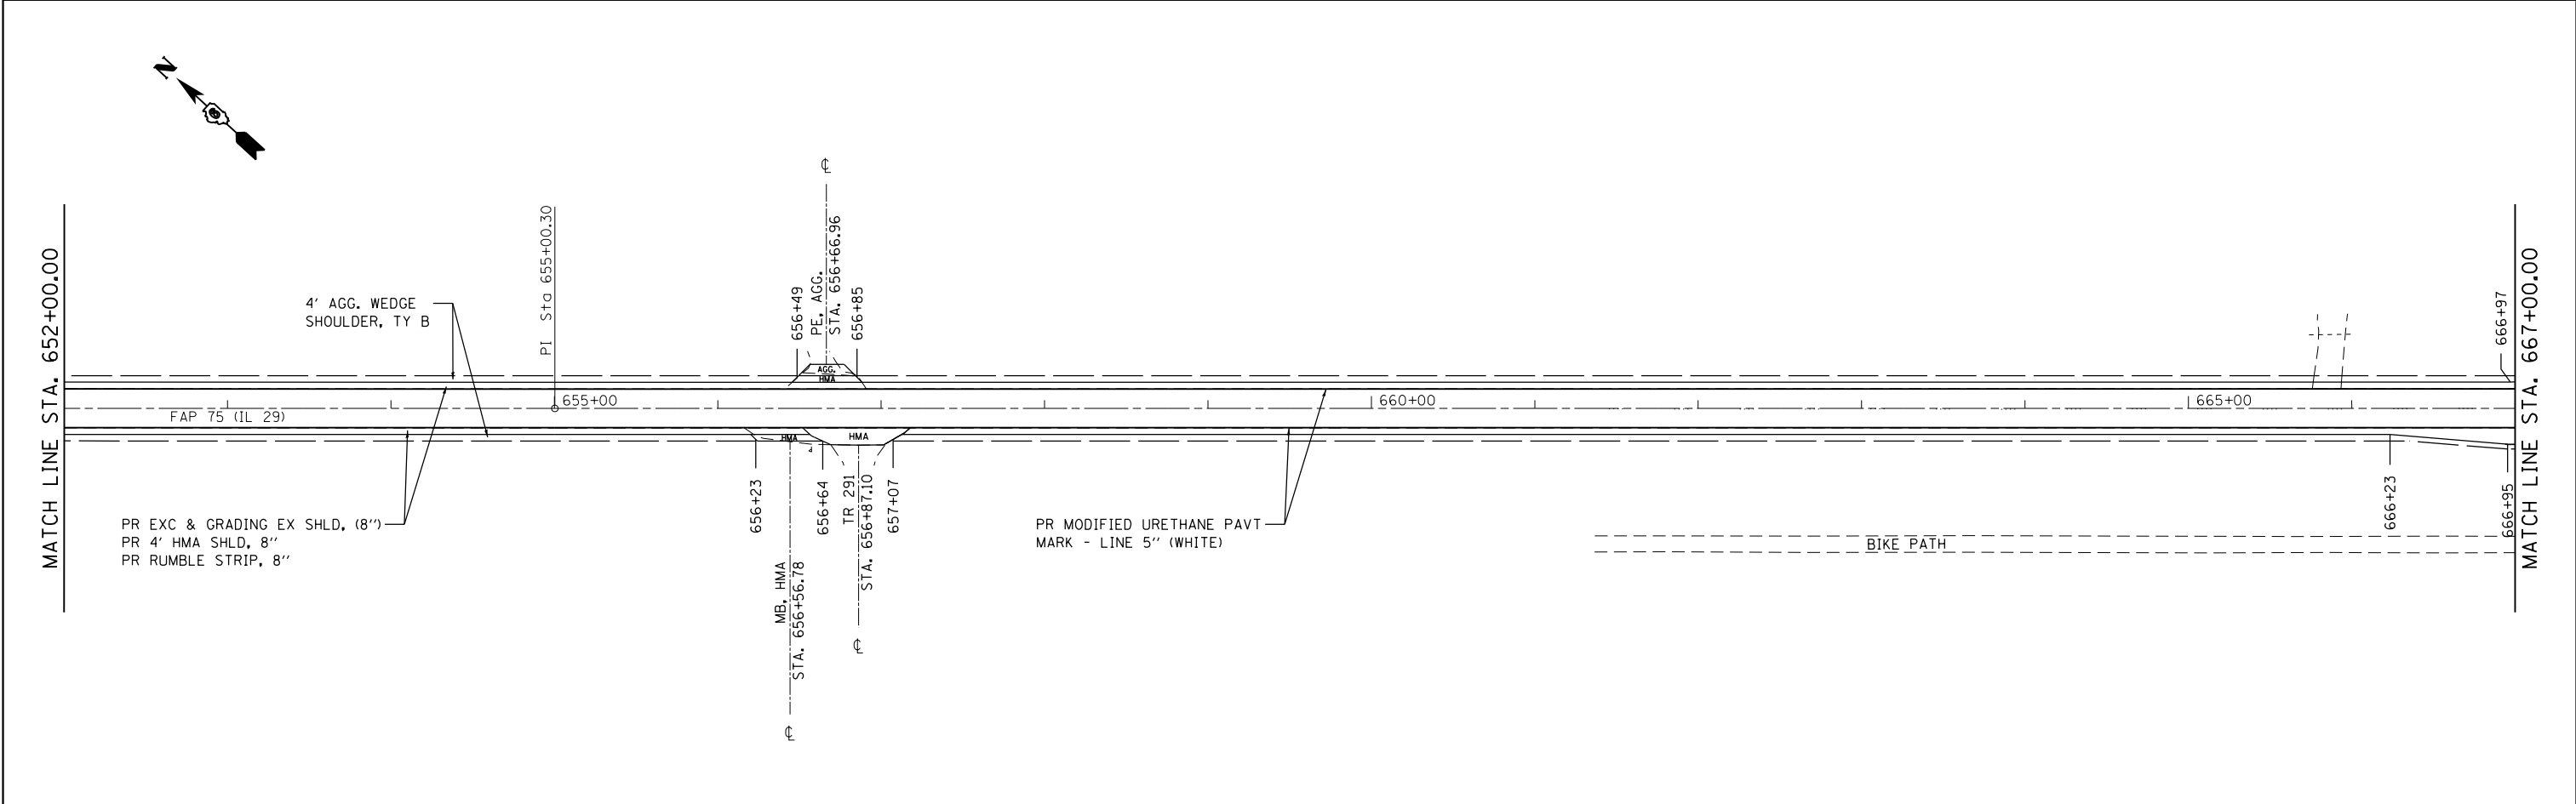 N
℄
MATCH LINE STA. 652+00.00
4' AGG. WEDGE
SHOULDER, TY B
PI Sta 655+00.30
656+49
PE, AGG.
STA. 656+66.96
656+85
AGG.
HMA
FAP 75 (IL 29)
655+00
660+00
665+00
666+97
MATCH LINE STA. 667+00.00
HMA
HMA
PR EXC & GRADING EX SHLD, (8")
PR 4' HMA SHLD, 8"
PR RUMBLE STRIP, 8"
656+23
656+64
TR 291
STA. 656+87.10
657+07
MB, HMA
STA. 656+56.78
℄
℄
PR MODIFIED URETHANE PAVT
MARK - LINE 5" (WHITE)
BIKE PATH
666+23
666+95